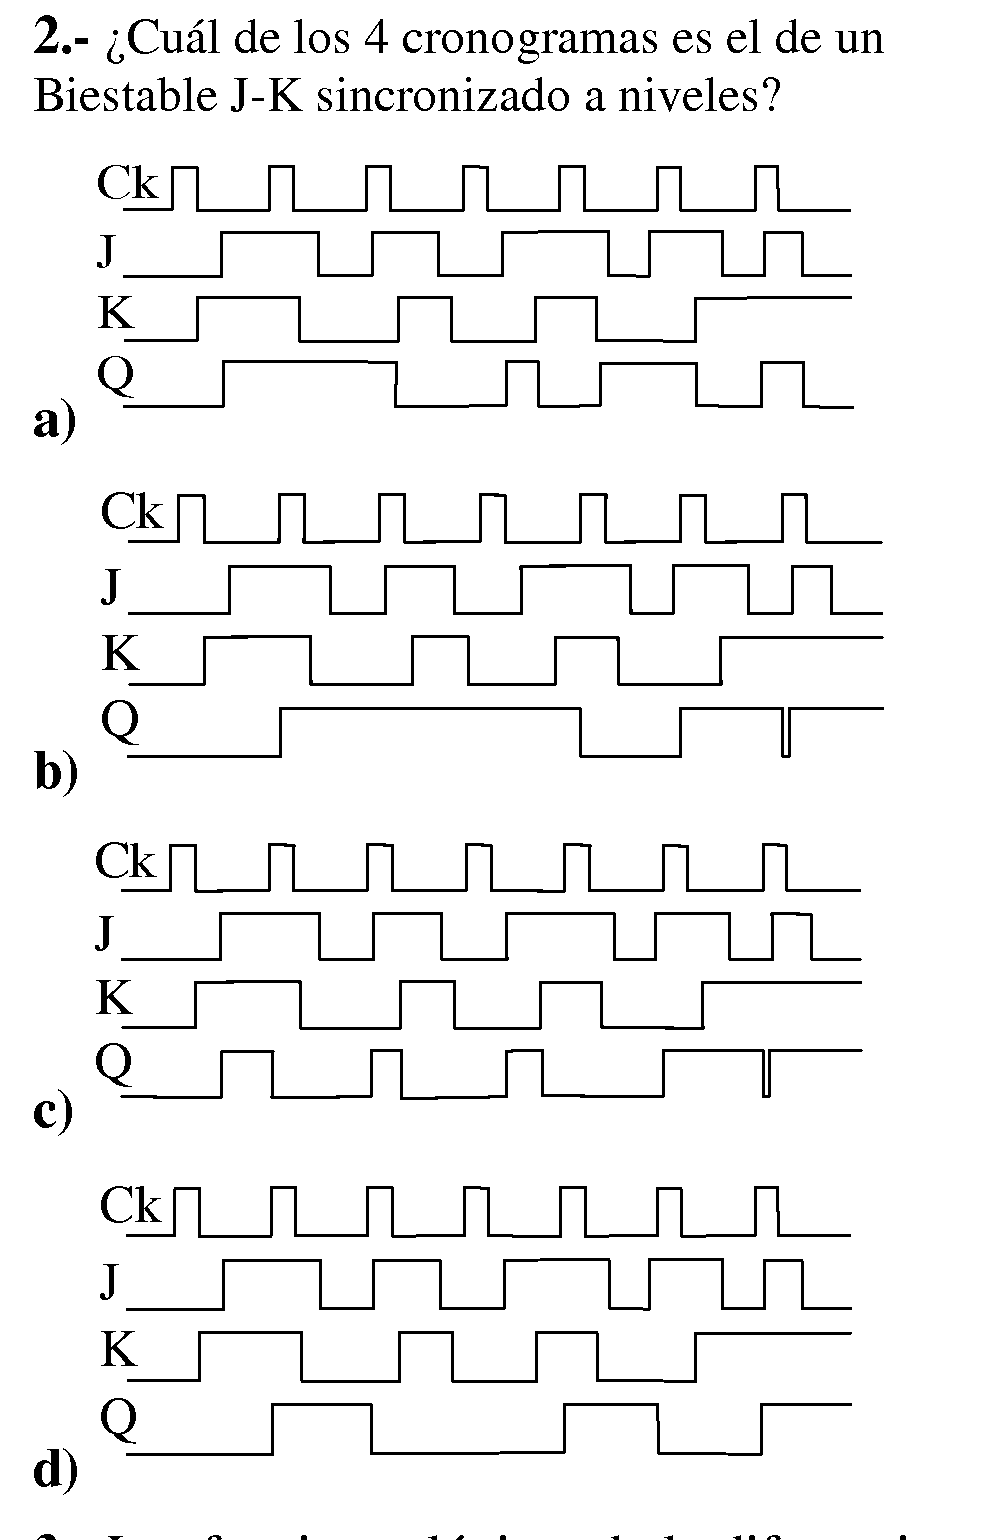 2.- ¿Cuál de los 4 cronogramas es el de un
Biestable J-K sincronizado a niveles?
Ck
J
K
Q
a)
Ck
J
K
Q
b)
Ck
J
K
Q
c)
Ck
J
K
Q
d)